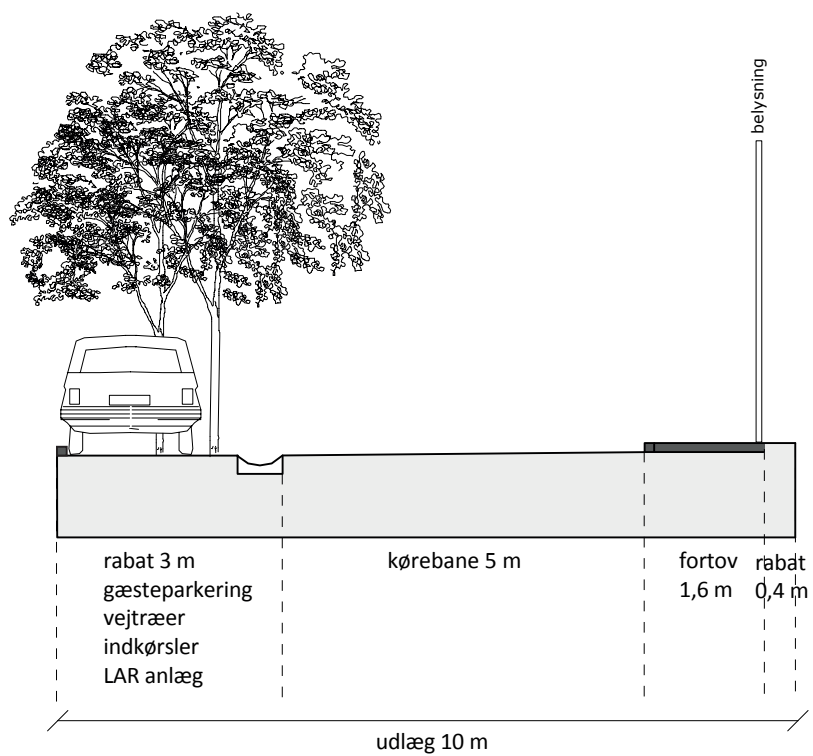 belysning
rabat 3 m
gæsteparkering
vejtræer
indkørsler
LAR anlæg
kørebane 5 m
fortov
1,6 m
rabat
0,4 m
udlæg 10 m